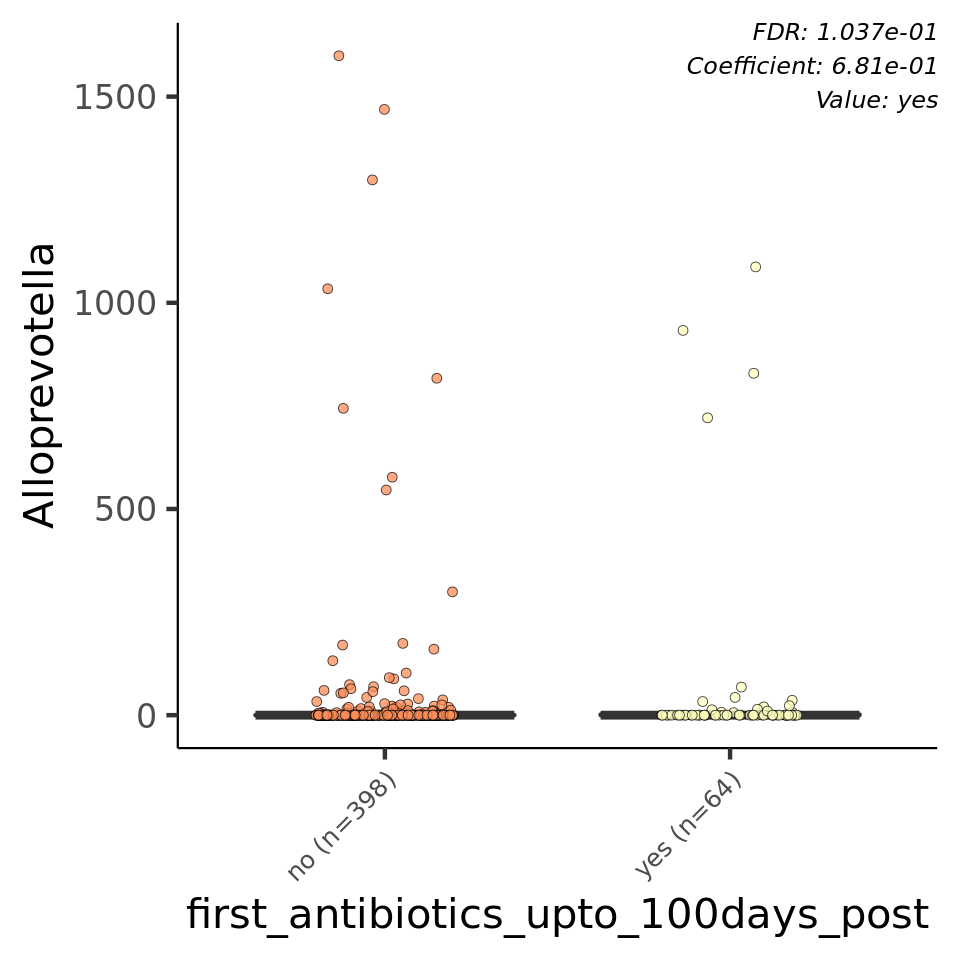 FDR: 1.037e-01
Coefficient: 6.81e-01
Value: yes
1500
1000
500
0
Alloprevotella
no (n=398)
yes (n=64)
first_antibiotics_upto_100days_post